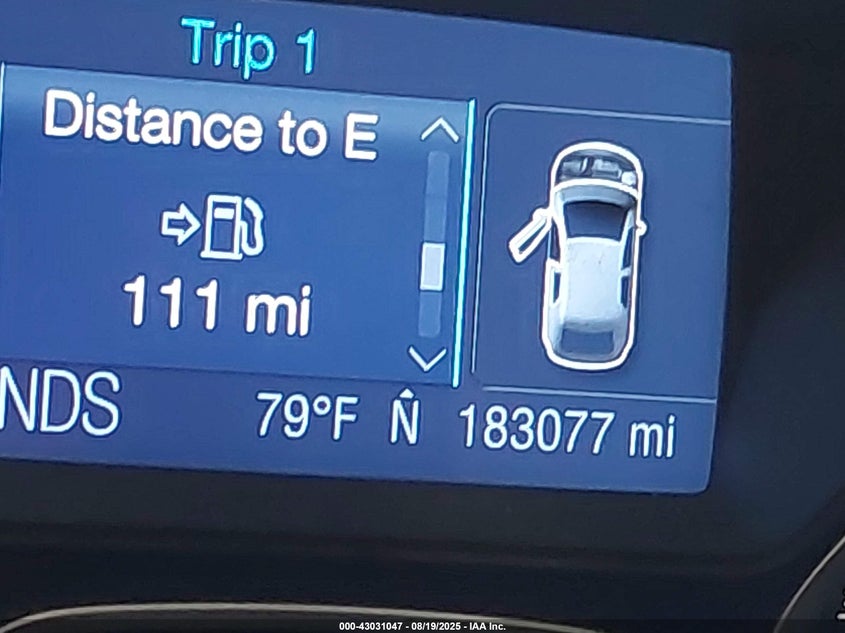 Trip 1
Distance to E
111 mi
NDS 79°F N 183077 mi
000-43031047 - 08/19/2025 - IAA Inc.